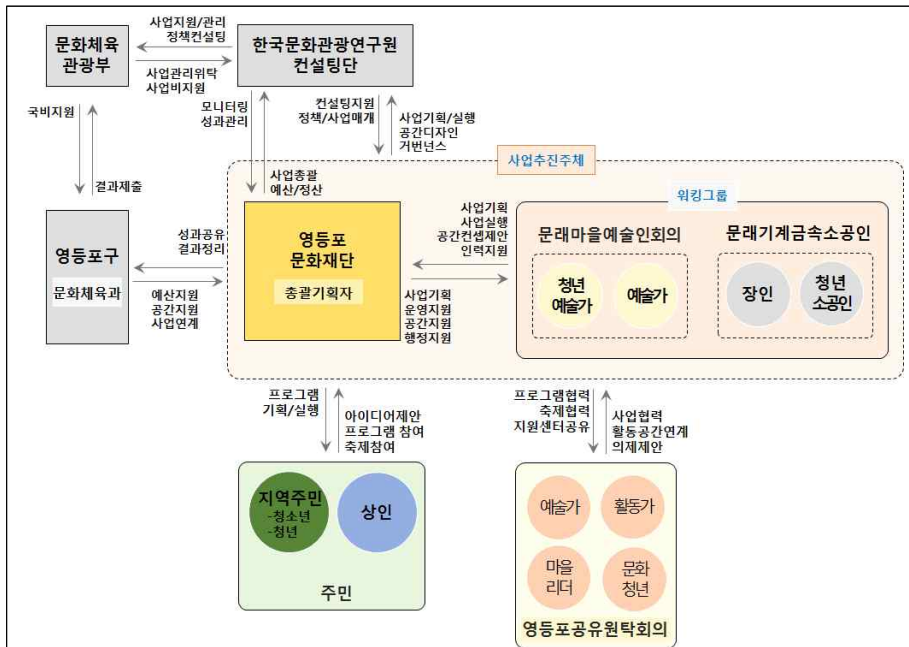 문화체육
관광부
사업지원/관리
정책컨설팅
사업관리위탁
사업비지원
한국문화관광연구원
컨설팅단
국비지원
결과제출
모니터링
성과관리
사업총괄
예산/정산
컨설팅지원
정책/사업매개
사업기획/실행
공간디자인
거번넌스
사업추진주체
워킹그룹
영등포구
문화체육과
성과공유
결과정리
예산지원
공간지원
사업연계
영등포
문화재단
총괄기획자
사업기획
사업실행
공간컨셉제안
인력지원
사업기획
운영지원
공간지원
행정지원
문래마을예술인회의
청년
예술가
예술가
문래기계금속소공인
장인
청년
소공인
프로그램
기획/실행
아이디어제안
프로그램 참여
축제참여
프로그램협력
축제협력
지원센터공유
사업협력
활동공간연계
의제제안
지역주민
-청소년
-청년
상인
주민
예술가
활동가
마을
리더
문화
청년
영등포공유원탁회의